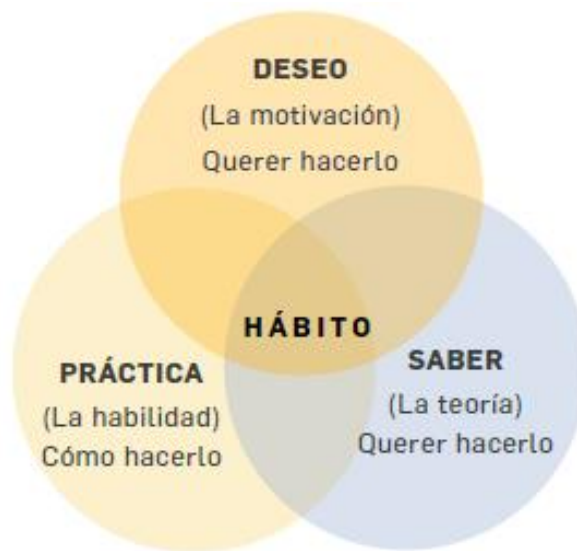 DESEO
(La motivación)
Querer hacerlo
HÁBITO
PRÁCTICA
(La habilidad)
Cómo hacerlo
SABER
(La teoría)
Querer hacerlo